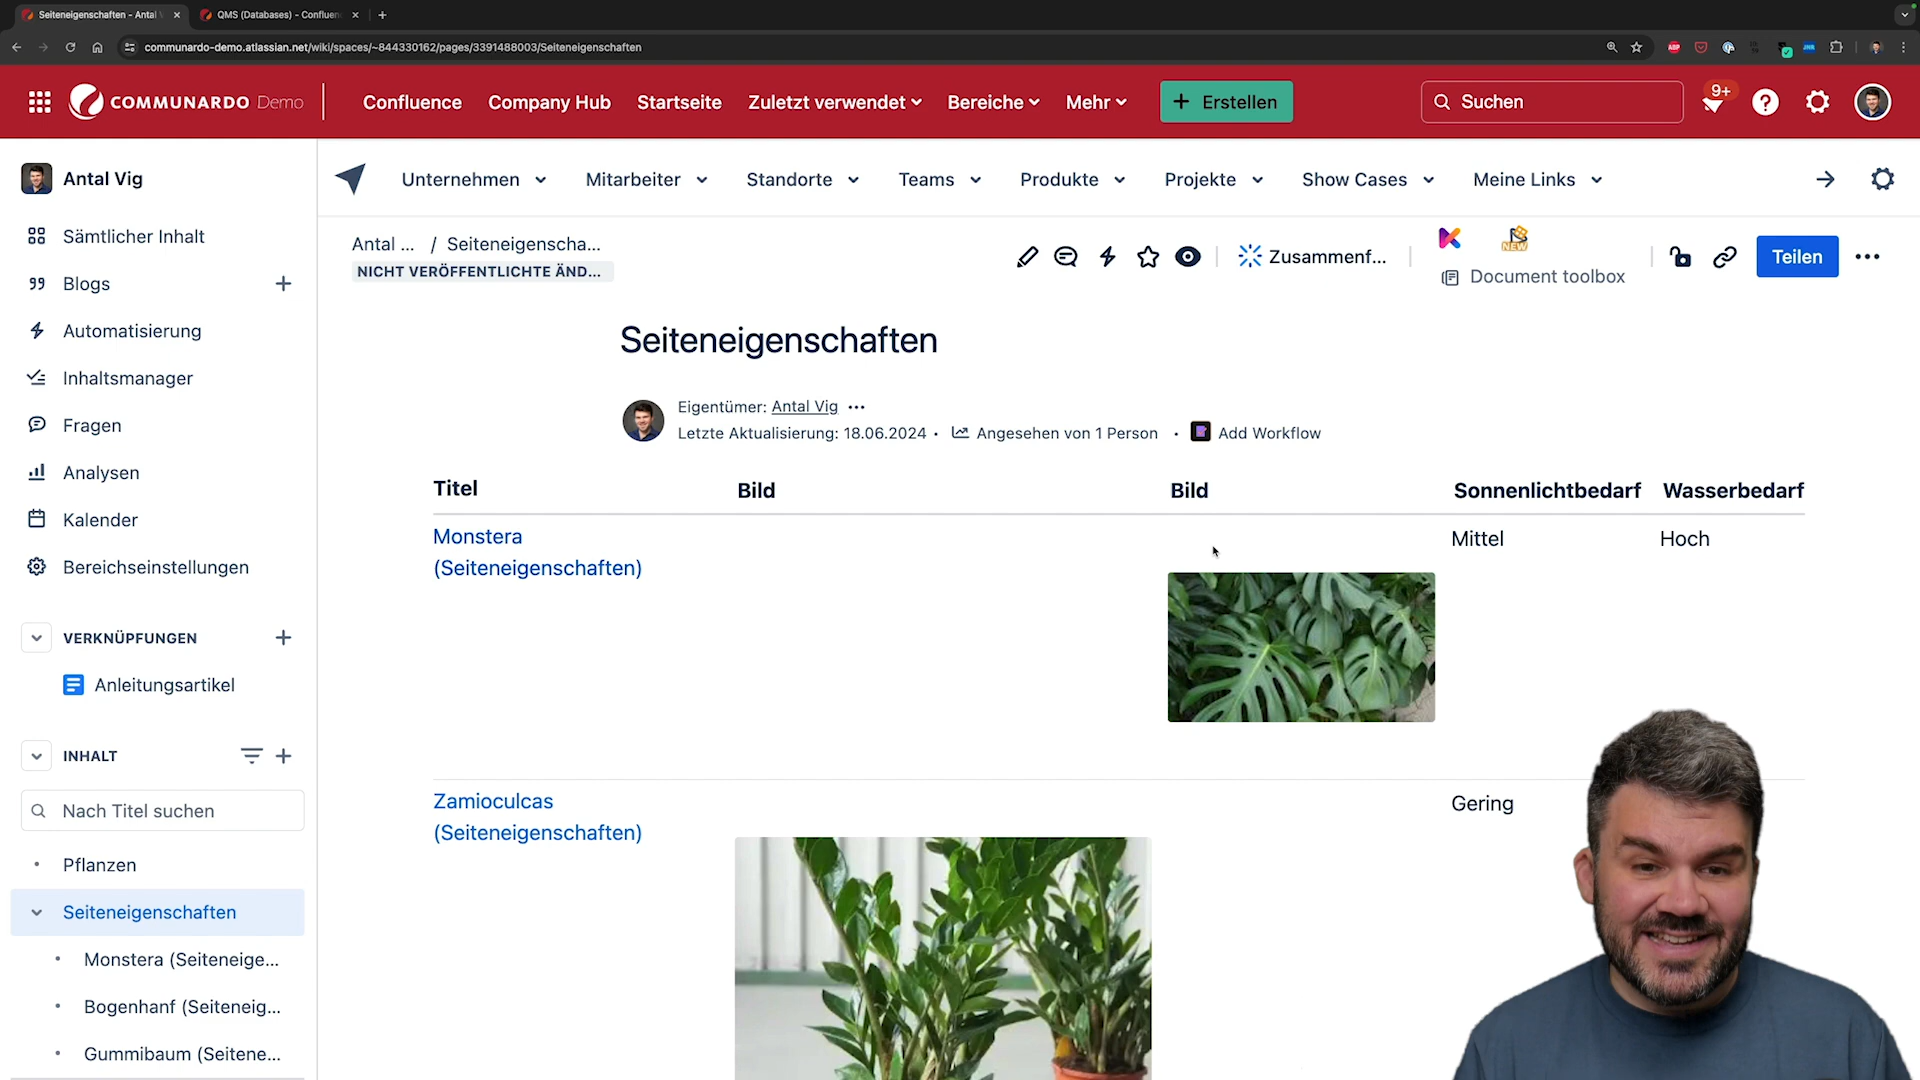 Seiteneigenschaften - Antal V
QMS (Databases) - Confluen
communardo-demo.atlassian.net/wiki/spaces/~844330162/pages/3391488003/Seiteneigenschaften
COMMUNARDO Demo
Confluence
Company Hub
Startseite
Zuletzt verwendet
Bereiche
Mehr
+ Erstellen
Suchen
9+
Antal Vig
Unternehmen
Mitarbeiter
Standorte
Teams
Produkte
Projekte
Show Cases
Meine Links
Sämtlicher Inhalt
Blogs
Automatisierung
Inhaltsmanager
Fragen
Analysen
Kalender
Bereichseinstellungen
VERKNÜPFUNGEN
Anleitungsartikel
INHALT
Nach Titel suchen
Pflanzen
Seiteneigenschaften
Monstera (Seiteneige...
Bogenhanf (Seiteneig...
Gummibaum (Seitene...
Antal ... / Seiteneigenscha...
NICHT VERÖFFENTLICHTE ÄND...
Zusammenf...
NEW
Document toolbox
Teilen
Seiteneigenschaften
Eigentümer: Antal Vig
Letzte Aktualisierung: 18.06.2024 • Angesehen von 1 Person • Add Workflow
Titel Bild Bild Sonnenlichtbedarf Wasserbedarf
Monstera
(Seiteneigenschaften)
Mittel Hoch
Zamioculcas
(Seiteneigenschaften)
Gering